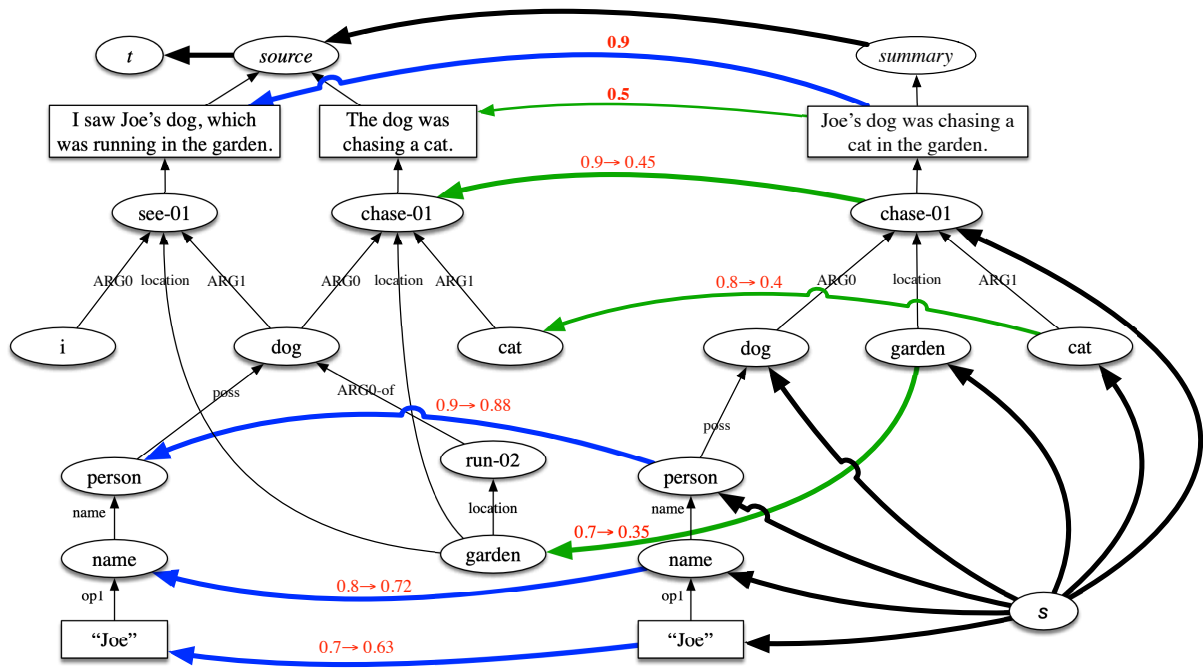 t
source
0.9
summary
I saw Joe's dog, which
was running in the garden.
The dog was
chasing a cat.
0.5
Joe's dog was chasing a
cat in the garden.
0.9→ 0.45
see-01
chase-01
chase-01
ARG0
location
ARG1
ARG0
location
ARG1
0.8→ 0.4
ARG0
location
ARG1
i
dog
cat
dog
garden
cat
poss
ARG0-of
0.9→ 0.88
poss
person
run-02
person
name
location
name
0.7→ 0.35
name
garden
name
0.8→ 0.72
op1
op1
s
"Joe"
0.7→ 0.63
"Joe"